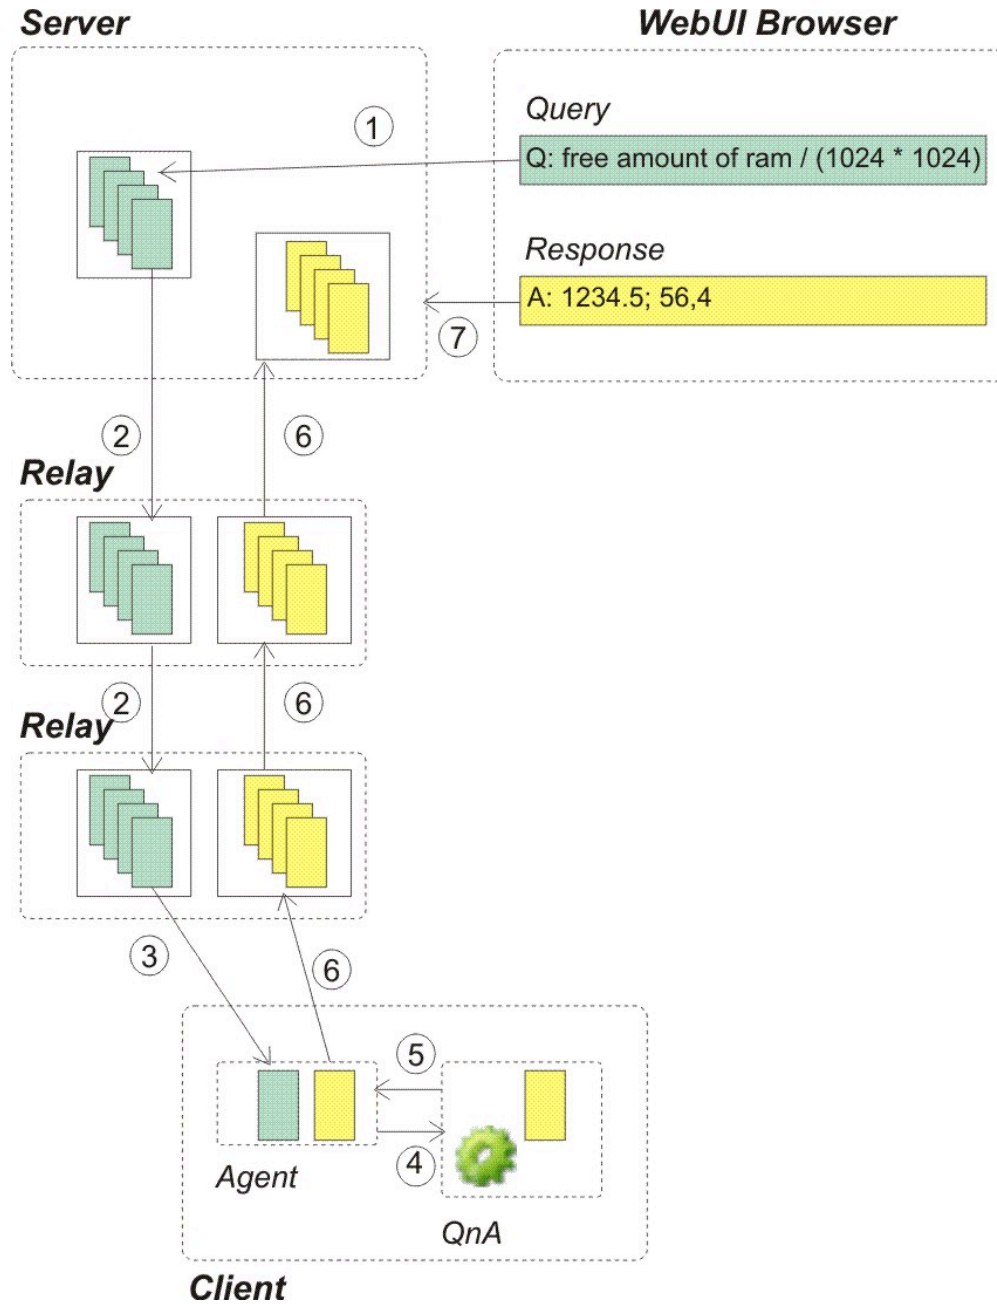 Server
WebUI Browser
Query
1
Q: free amount of ram / (1024 * 1024)
Response
A: 1234.5; 56,4
7
2
6
Relay
2
6
Relay
3
6
5
4
Agent
QnA
Client